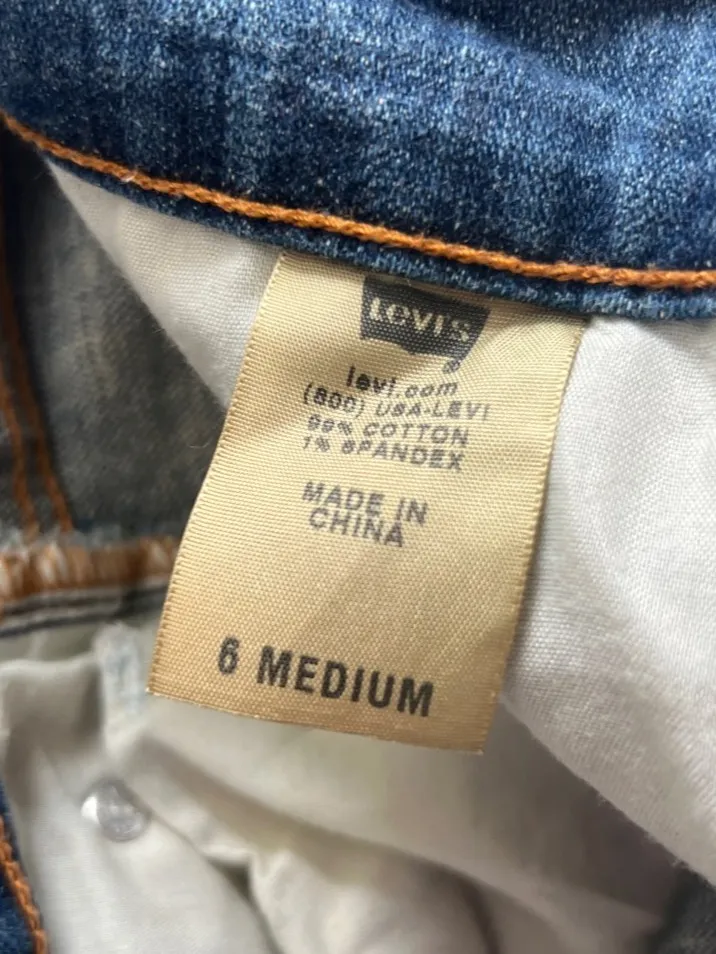 Levi's
®
levi.com
(800) USA-LEVI
99% COTTON
1% SPANDEX
MADE IN
CHINA
6 MEDIUM